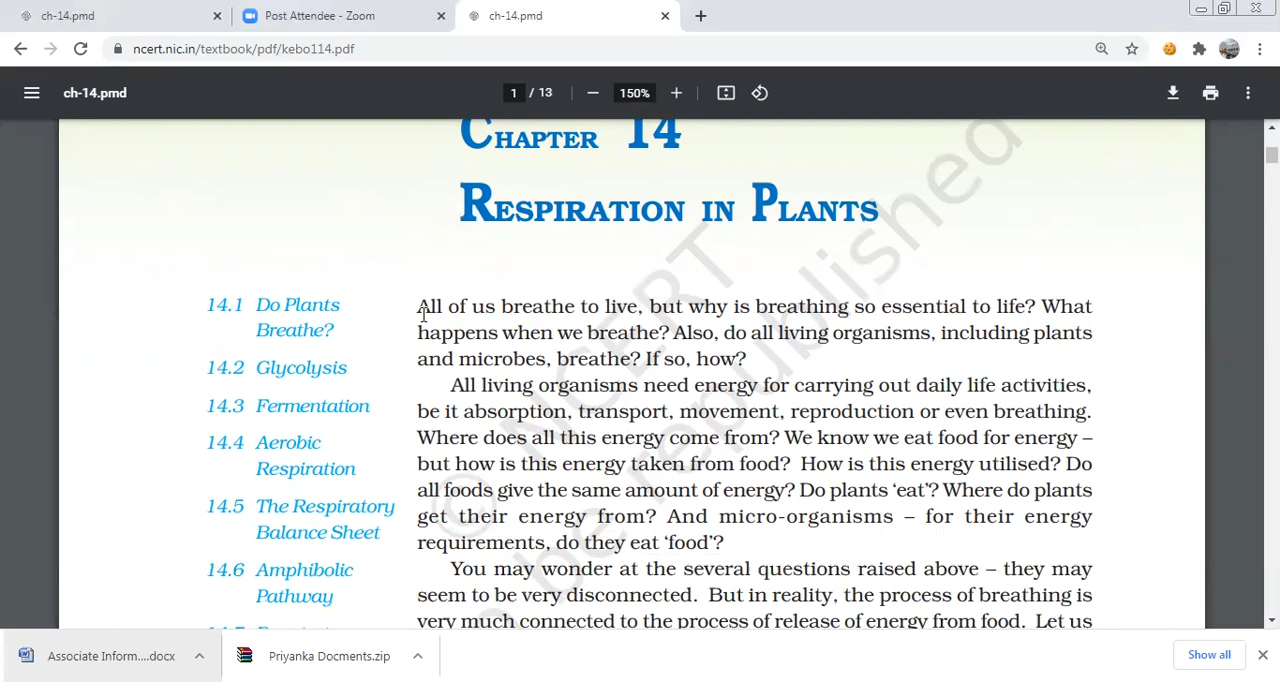 ch-14.pmd
Post Attendee - Zoom
ch-14.pmd
ncert.nic.in/textbook/pdf/kebo114.pdf
ch-14.pmd
1 / 13
150%
CHAPTER 14
RESPIRATION IN PLANTS
14.1 Do Plants
Breathe?
14.2 Glycolysis
14.3 Fermentation
14.4 Aerobic
Respiration
14.5 The Respiratory
Balance Sheet
14.6 Amphibolic
Pathway
All of us breathe to live, but why is breathing so essential to life? What
happens when we breathe? Also, do all living organisms, including plants
and microbes, breathe? If so, how?
All living organisms need energy for carrying out daily life activities,
be it absorption, transport, movement, reproduction or even breathing.
Where does all this energy come from? We know we eat food for energy –
but how is this energy taken from food? How is this energy utilised? Do
all foods give the same amount of energy? Do plants ‘eat’? Where do plants
get their energy from? And micro-organisms – for their energy
requirements, do they eat ‘food’?
You may wonder at the several questions raised above – they may
seem to be very disconnected. But in reality, the process of breathing is
very much connected to the process of release of energy from food. Let us
© NCERT
be republished
Associate Inform....docx
Priyanka Docments.zip
Show all